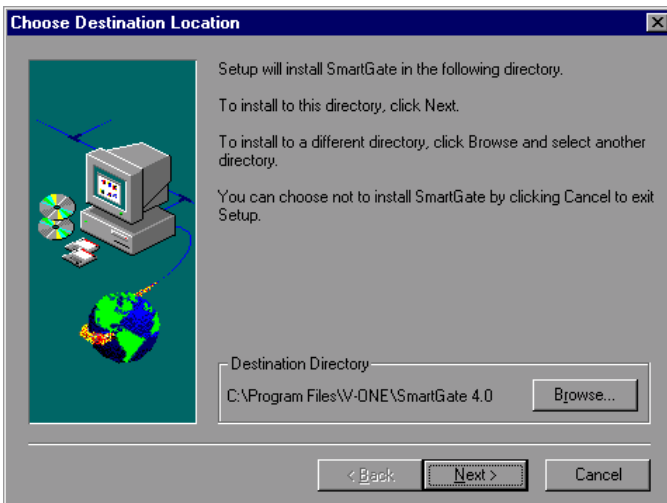 Choose Destination Location
Setup will install SmartGate in the following directory.
To install to this directory, click Next.
To install to a different directory, click Browse and select another
directory.
You can choose not to install SmartGate by clicking Cancel to exit
Setup.
Destination Directory
C:\Program Files\V-ONE\SmartGate 4.0
Browse...
< Back
Next >
Cancel